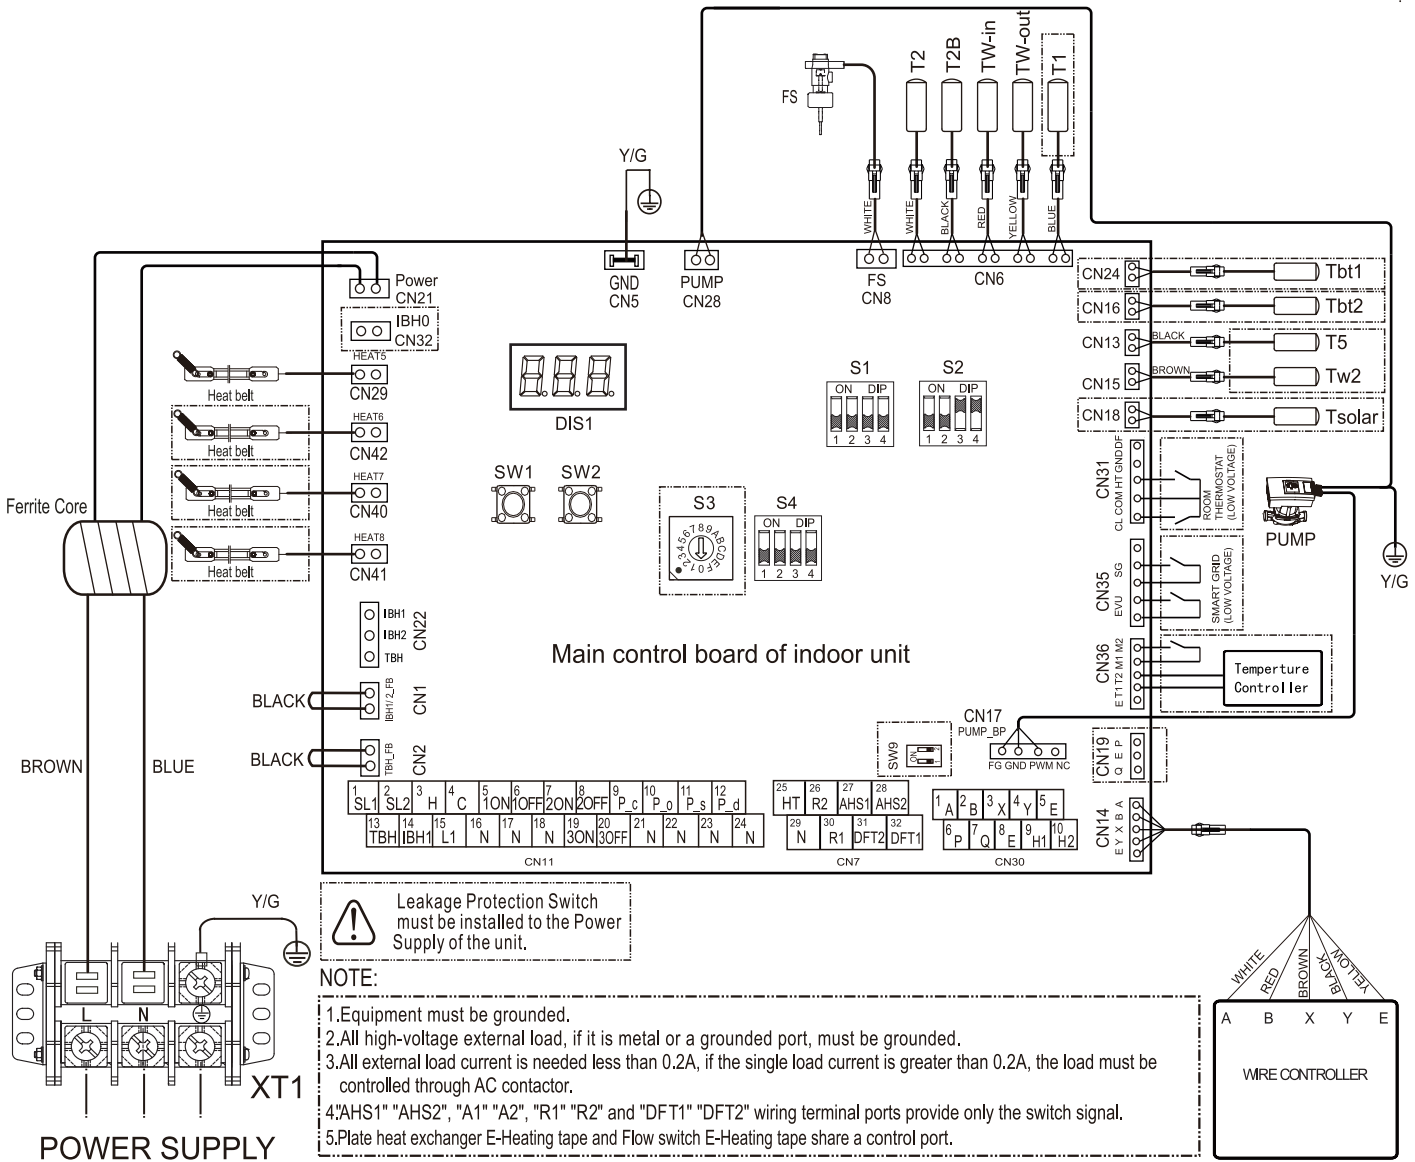 T2
T2B
TW-in
TW-out
T1
FS
Y/G
WHITE
WHITE
BLACK
RED
YELLOW
BLUE
Power
CN21
GND
CN5
PUMP
CN28
FS
CN8
CN6
CN24
Tbt1
CN16
Tbt2
IBH0
CN32
CN13
BLACK
T5
CN15
BROWN
Tw2
CN18
Tsolar
HEAT5
CN29
Heat belt
HEAT6
CN42
Heat belt
HEAT7
CN40
Heat belt
HEAT8
CN41
Heat belt
DIS1
S1
ON DIP
1 2 3 4
S2
ON DIP
1 2 3 4
SW1
SW2
S3
0123456789ABCDEF
S4
ON DIP
1 2 3 4
CN31
CL COM HT GND DF
ROOM
THERMOSTAT
(LOW VOLTAGE)
PUMP
Y/G
Ferrite Core
CN35
EVU SG
SMART GRID
(LOW VOLTAGE)
IBH1
IBH2
TBH
CN22
Main control board of indoor unit
CN36
E T1 T2 M1 M2
Temperture
Controller
BLACK
IBH1/2_FB
CN1
BLACK
TBH_FB
CN2
CN17
PUMP_BP
FG GND PWM NC
SW9
ON
1 2
CN19
Q E P
BROWN
BLUE
1 SL1 2 SL2 3 H 4 C 5 1ON 6 1OFF 7 2ON 8 2OFF 9 P_c 10 P_o 11 P_s 12 P_d
13 TBH 14 IBH1 15 L1 16 N 17 N 18 N 19 3ON 20 3OFF 21 N 22 N 23 N 24 N
CN11
25 HT 26 R2 27 AHS1 28 AHS2
29 N 30 R1 31 DFT2 32 DFT1
CN7
1 A 2 B 3 X 4 Y 5 E
6 P 7 Q 8 E 9 H1 10 H2
CN30
CN14
E Y X B A
Y/G
Leakage Protection Switch
must be installed to the Power
Supply of the unit.
L
N
XT1
POWER SUPPLY
NOTE:
1.Equipment must be grounded.
2.All high-voltage external load, if it is metal or a grounded port, must be grounded.
3.All external load current is needed less than 0.2A, if the single load current is greater than 0.2A, the load must be
controlled through AC contactor.
4."AHS1" "AHS2", "A1" "A2", "R1" "R2" and "DFT1" "DFT2" wiring terminal ports provide only the switch signal.
5.Plate heat exchanger E-Heating tape and Flow switch E-Heating tape share a control port.
WHITE
RED
BROWN
BLACK
YELLOW
A B X Y E
WIRE CONTROLLER